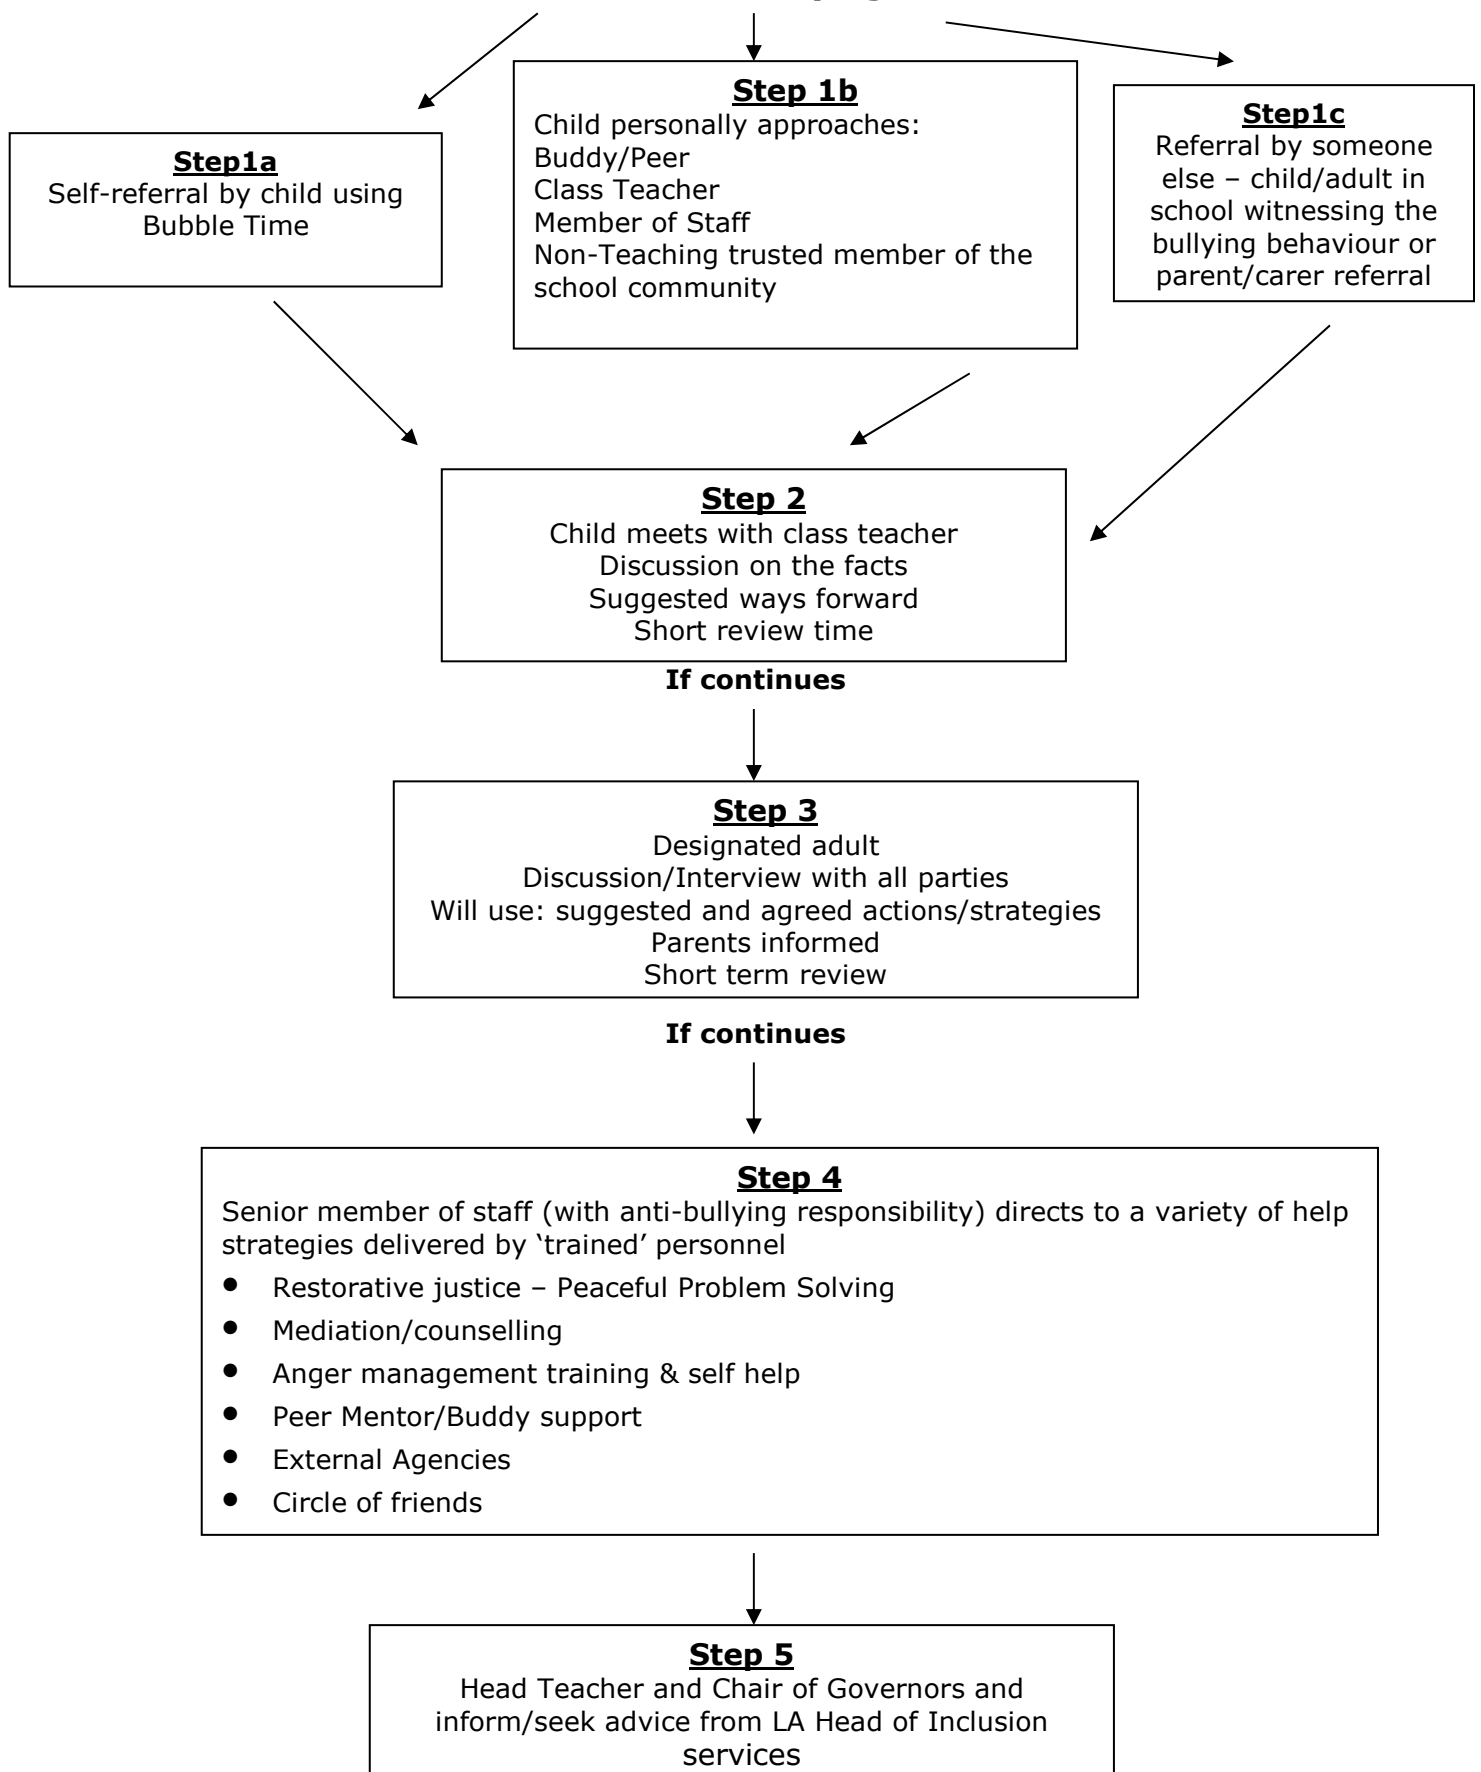 Step1a
Self-referral by child using
Bubble Time
Step 1b
Child personally approaches:
Buddy/Peer
Class Teacher
Member of Staff
Non-Teaching trusted member of the
school community
Step1c
Referral by someone
else – child/adult in
school witnessing the
bullying behaviour or
parent/carer referral
Step 2
Child meets with class teacher
Discussion on the facts
Suggested ways forward
Short review time
If continues
Step 3
Designated adult
Discussion/Interview with all parties
Will use: suggested and agreed actions/strategies
Parents informed
Short term review
If continues
Step 4
Senior member of staff (with anti-bullying responsibility) directs to a variety of help
strategies delivered by ‘trained’ personnel
• Restorative justice – Peaceful Problem Solving
• Mediation/counselling
• Anger management training & self help
• Peer Mentor/Buddy support
• External Agencies
• Circle of friends
Step 5
Head Teacher and Chair of Governors and
inform/seek advice from LA Head of Inclusion
services